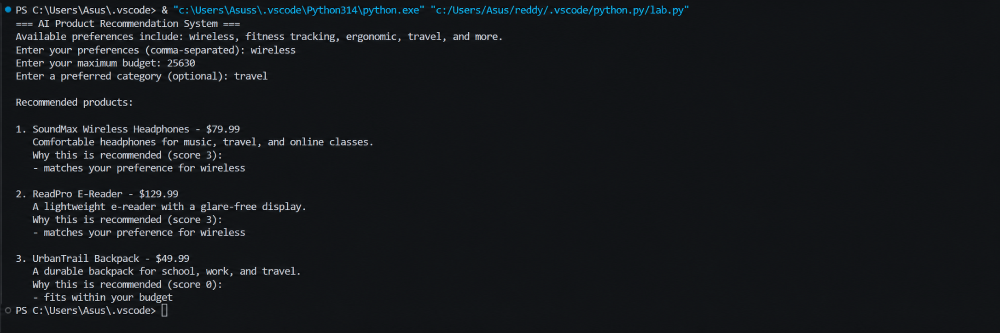 PS C:\Users\Asus\.vscode> & "c:\Users\Asuss\.vscode\Python314\python.exe" "c:/Users/Asus/reddy/.vscode/python.py/lab.py"
=== AI Product Recommendation System ===
Available preferences include: wireless, fitness tracking, ergonomic, travel, and more.
Enter your preferences (comma-separated): wireless
Enter your maximum budget: 25630
Enter a preferred category (optional): travel
Recommended products:
1. SoundMax Wireless Headphones - $79.99
Comfortable headphones for music, travel, and online classes.
Why this is recommended (score 3):
- matches your preference for wireless
2. ReadPro E-Reader - $129.99
A lightweight e-reader with a glare-free display.
Why this is recommended (score 3):
- matches your preference for wireless
3. UrbanTrail Backpack - $49.99
A durable backpack for school, work, and travel.
Why this is recommended (score 0):
- fits within your budget
PS C:\Users\Asus\.vscode>